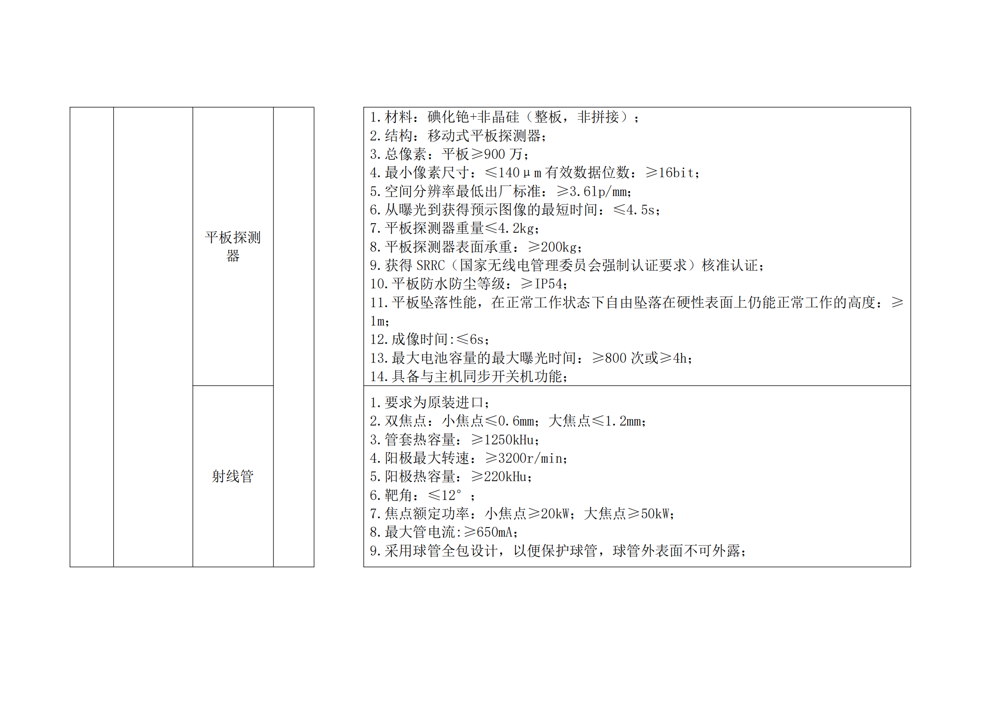 平板探测
器
1.材料：碘化铯+非晶硅（整板，非拼接）；
2.结构：移动式平板探测器；
3.总像素：平板≥900 万；
4.最小像素尺寸：≤140μm 有效数据位数：≥16bit；
5.空间分辨率最低出厂标准：≥3.6lp/mm；
6.从曝光到获得预示图像的最短时间：≤4.5s；
7.平板探测器重量≤4.2kg；
8.平板探测器表面承重：≥200kg；
9.获得 SRRC（国家无线电管理委员会强制认证要求）核准认证；
10.平板防水防尘等级：≥IP54；
11.平板坠落性能，在正常工作状态下自由坠落在硬性表面上仍能正常工作的高度：≥
1m；
12.成像时间:≤6s；
13.最大电池容量的最大曝光时间：≥800 次或≥4h；
14.具备与主机同步开关机功能；
射线管
1.要求为原装进口；
2.双焦点：小焦点≤0.6mm；大焦点≤1.2mm；
3.管套热容量：≥1250kHu；
4.阳极最大转速：≥3200r/min；
5.阳极热容量：≥220kHu；
6.靶角：≤12°；
7.焦点额定功率：小焦点≥20kW；大焦点≥50kW；
8.最大管电流:≥650mA；
9.采用球管全包设计，以便保护球管，球管外表面不可外露；